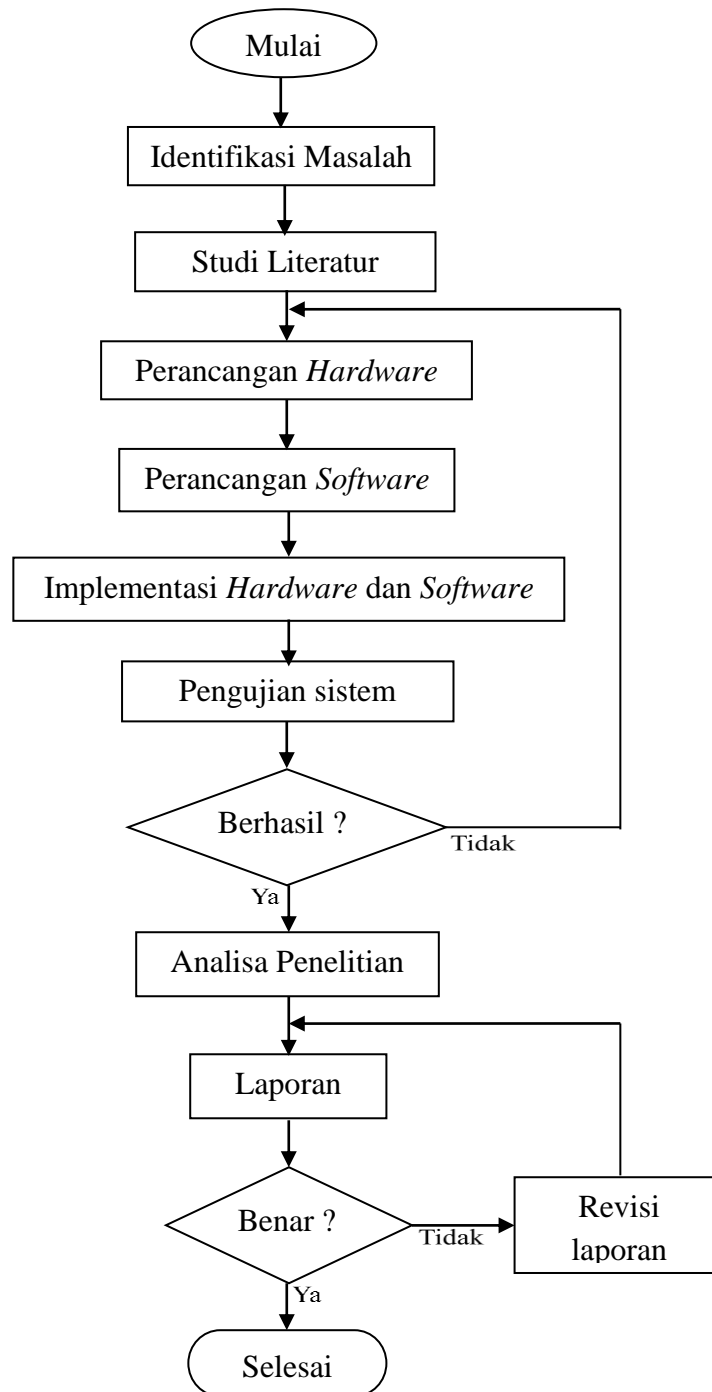 Mulai
Identifikasi Masalah
Studi Literatur
Perancangan Hardware
Perancangan Software
Implementasi Hardware dan Software
Pengujian sistem
Berhasil ?
Tidak
Ya
Analisa Penelitian
Laporan
Benar ?
Tidak
Revisi
laporan
Ya
Selesai